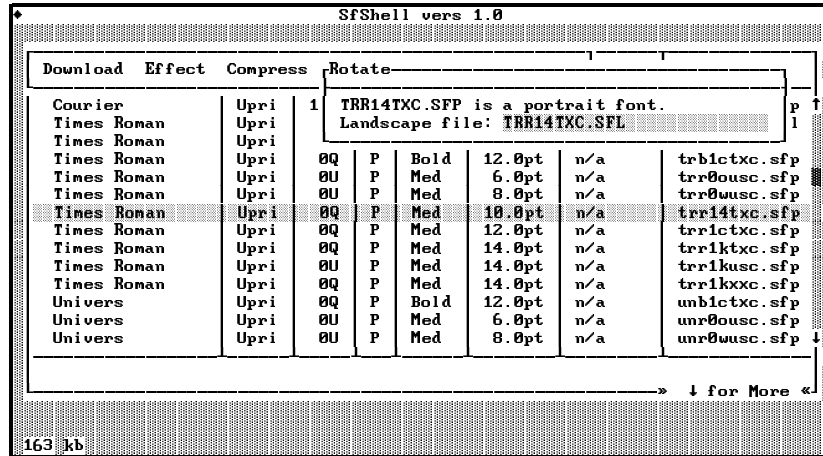 SfShell vers 1.0
Download Effect Compress Rotate
Courier Upri 1 TRR14TXC.SFP is a portrait font. p ↑
Times Roman Upri Landscape file: TRR14TXC.SFL l
Times Roman Upri
Times Roman Upri 0Q P Bold 12.0pt n/a trb1ctxc.sfp
Times Roman Upri 0U P Med 6.0pt n/a trr0ousc.sfp
Times Roman Upri 0U P Med 8.0pt n/a trr0wusc.sfp
Times Roman Upri 0Q P Med 10.0pt n/a trr14txc.sfp
Times Roman Upri 0Q P Med 12.0pt n/a trr1ctxc.sfp
Times Roman Upri 0Q P Med 14.0pt n/a trr1ktxc.sfp
Times Roman Upri 0U P Med 14.0pt n/a trr1kusc.sfp
Times Roman Upri 0Q P Med 14.0pt n/a trr1kxxc.sfp
Univers Upri 0Q P Bold 12.0pt n/a unb1ctxc.sfp
Univers Upri 0U P Med 6.0pt n/a unr0ousc.sfp
Univers Upri 0U P Med 8.0pt n/a unr0wusc.sfp ↓
» ↓ for More «
163 kb